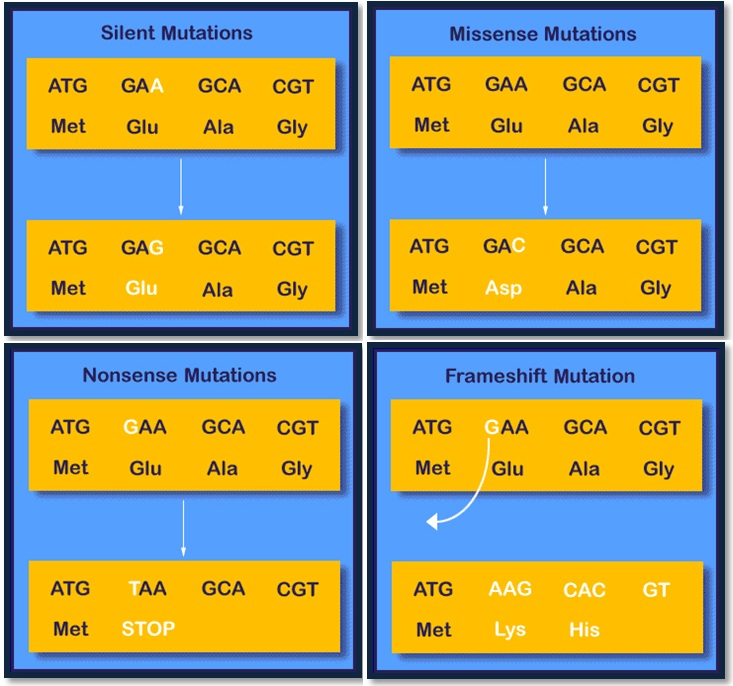 Silent Mutations
ATG GAA GCA CGT
Met Glu Ala Gly
ATG GAG GCA CGT
Met Glu Ala Gly
Missense Mutations
ATG GAA GCA CGT
Met Glu Ala Gly
ATG GAC GCA CGT
Met Asp Ala Gly
Nonsense Mutations
ATG GAA GCA CGT
Met Glu Ala Gly
ATG TAA GCA CGT
Met STOP
Frameshift Mutation
ATG GAA GCA CGT
Met Glu Ala Gly
ATG AAG CAC GT
Met Lys His